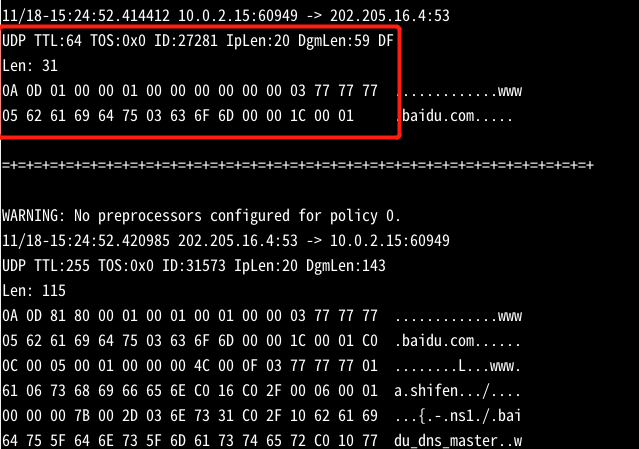 11/18-15:24:52.414412 10.0.2.15:60949 -> 202.205.16.4:53
UDP TTL:64 TOS:0x0 ID:27281 IpLen:20 DgmLen:59 DF
Len: 31
0A 0D 01 00 00 01 00 00 00 00 00 00 03 77 77 77  .............www
05 62 61 69 64 75 03 63 6F 6D 00 00 1C 00 01     .baidu.com.....
=+=+=+=+=+=+=+=+=+=+=+=+=+=+=+=+=+=+=+=+=+=+=+=+=+=+=+=+=+=+=+=+=+=+=+=+=+
WARNING: No preprocessors configured for policy 0.
11/18-15:24:52.420985 202.205.16.4:53 -> 10.0.2.15:60949
UDP TTL:255 TOS:0x0 ID:31573 IpLen:20 DgmLen:143
Len: 115
0A 0D 81 80 00 01 00 01 00 01 00 00 03 77 77 77  .............www
05 62 61 69 64 75 03 63 6F 6D 00 00 1C 00 01 C0  .baidu.com......
0C 00 05 00 01 00 00 00 4C 00 0F 03 77 77 77 01  ........L...www.
61 06 73 68 69 66 65 6E C0 16 C0 2F 00 06 00 01  a.shifen.../....
00 00 00 7B 00 2D 03 6E 73 31 C0 2F 10 62 61 69  ...{.-.ns1./.bai
64 75 5F 64 6E 73 5F 6D 61 73 74 65 72 C0 10 77  du_dns_master..w